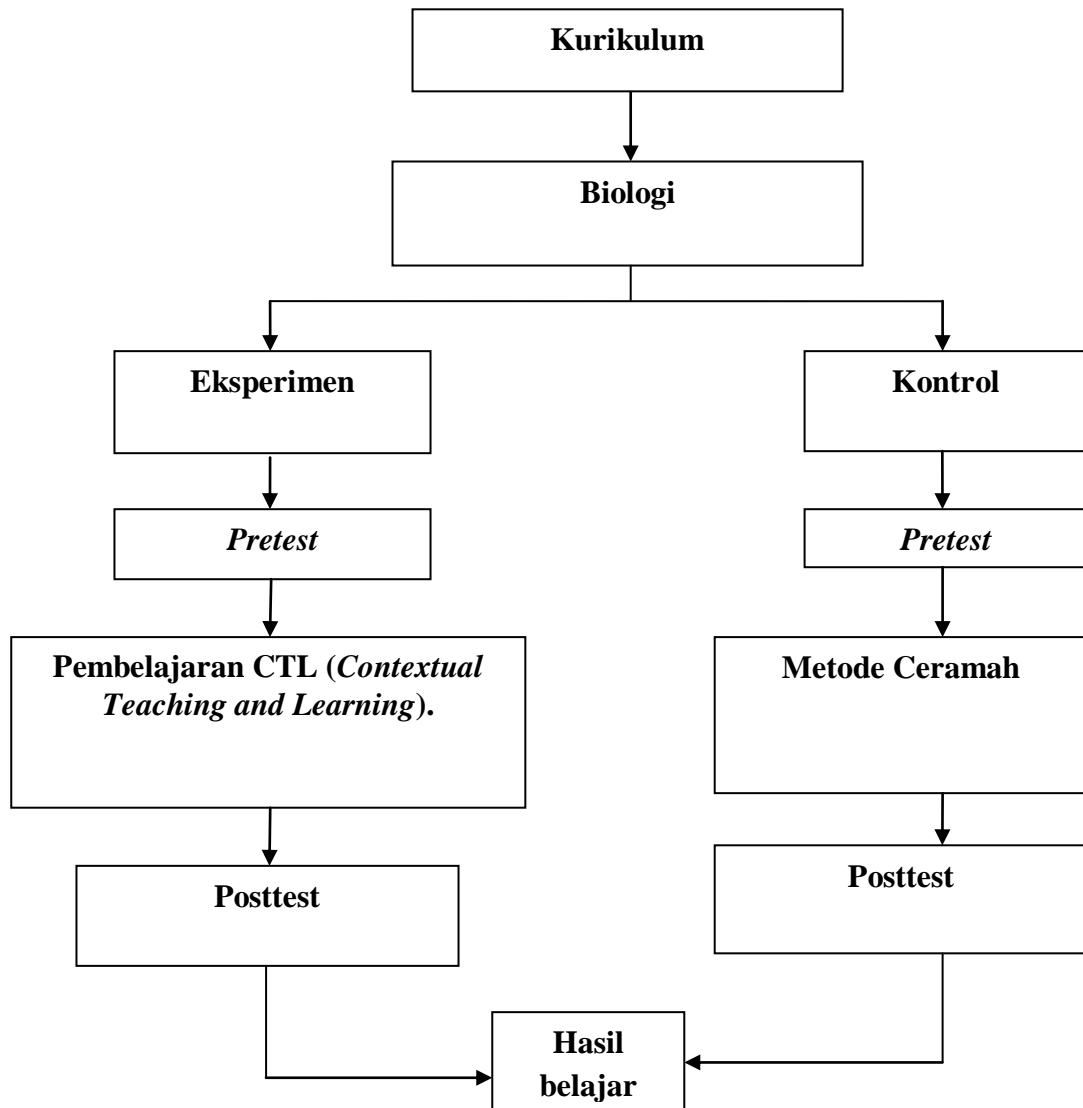 Kurikulum
Biologi
Eksperimen
Kontrol
Pretest
Pretest
Pembelajaran CTL (Contextual
Teaching and Learning).
Metode Ceramah
Posttest
Posttest
Hasil
belajar